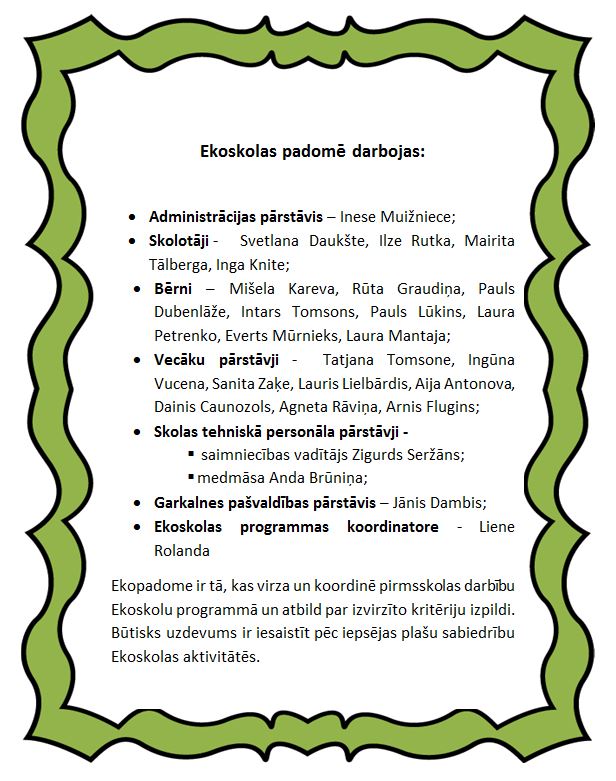 Ekoskolas padomē darbojas:
• Administrācijas pārstāvis – Inese Muižniece;
• Skolotāji - Svetlana Daukšte, Ilze Rutka, Mairita
Tālberga, Inga Knite;
• Bērni – Mišela Kareva, Rūta Graudiņa, Pauls
Dubenlāže, Intars Tomsons, Pauls Lūkins, Laura
Petrenko, Everts Mūrnieks, Laura Mantaja;
• Vecāku pārstāvji - Tatjana Tomsone, Ingūna
Vucena, Sanita Zaķe, Lauris Lielbārdis, Aija Antonova,
Dainis Caunozols, Agneta Rāviņa, Arnis Flugins;
• Skolas tehniskā personāla pārstāvji -
▪ saimniecības vadītājs Zigurds Seržāns;
▪ medmāsa Anda Brūniņa;
• Garkalnes pašvaldības pārstāvis – Jānis Dambis;
• Ekoskolas programmas koordinatore - Liene
Rolanda
Ekopadome ir tā, kas virza un koordinē pirmsskolas darbību
Ekoskolu programmā un atbild par izvirzīto kritēriju izpildi.
Būtisks uzdevums ir iesaistīt pēc iepsējas plašu sabiedrību
Ekoskolas aktivitātēs.